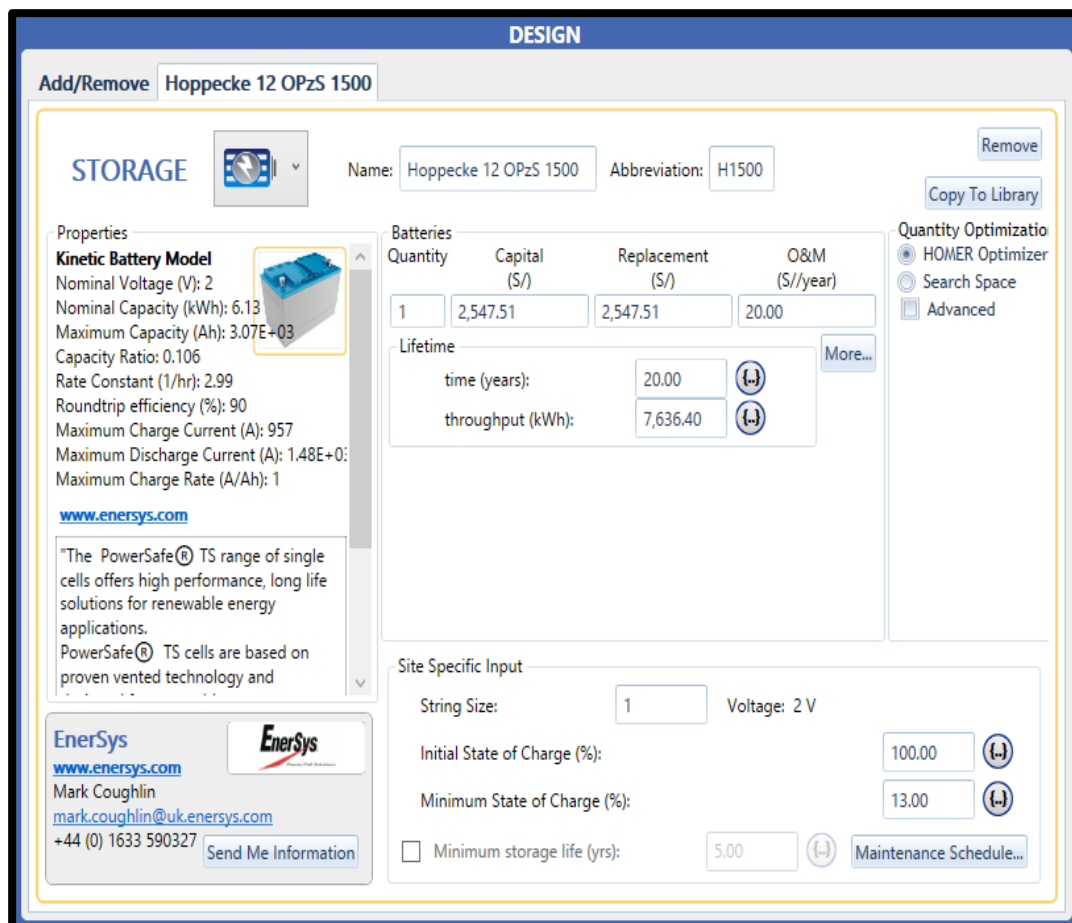 DESIGN
Add/Remove Hoppecke 12 OPzS 1500
STORAGE
Name: Hoppecke 12 OPzS 1500 Abbreviation: H1500
Remove
Copy To Library
Properties
Kinetic Battery Model
Nominal Voltage (V): 2
Nominal Capacity (kWh): 6.13
Maximum Capacity (Ah): 3.07E+03
Capacity Ratio: 0.106
Rate Constant (1/hr): 2.99
Roundtrip efficiency (%): 90
Maximum Charge Current (A): 957
Maximum Discharge Current (A): 1.48E+03
Maximum Charge Rate (A/Ah): 1
www.enersys.com
"The PowerSafe® TS range of single
cells offers high performance, long life
solutions for renewable energy
applications.
PowerSafe® TS cells are based on
proven vented technology and
EnerSys
www.enersys.com
Mark Coughlin
mark.coughlin@uk.enersys.com
+44 (0) 1633 590327
Send Me Information
EnerSys
Batteries
Quantity Capital Replacement O&M
(S/) (S/) (S//year)
1 2,547.51 2,547.51 20.00
Lifetime
More...
time (years): 20.00 {..}
throughput (kWh): 7,636.40 {..}
Quantity Optimizatio
HOMER Optimizer
Search Space
Advanced
Site Specific Input
String Size: 1 Voltage: 2 V
Initial State of Charge (%): 100.00 {..}
Minimum State of Charge (%): 13.00 {..}
Minimum storage life (yrs): 5.00 {..} Maintenance Schedule...